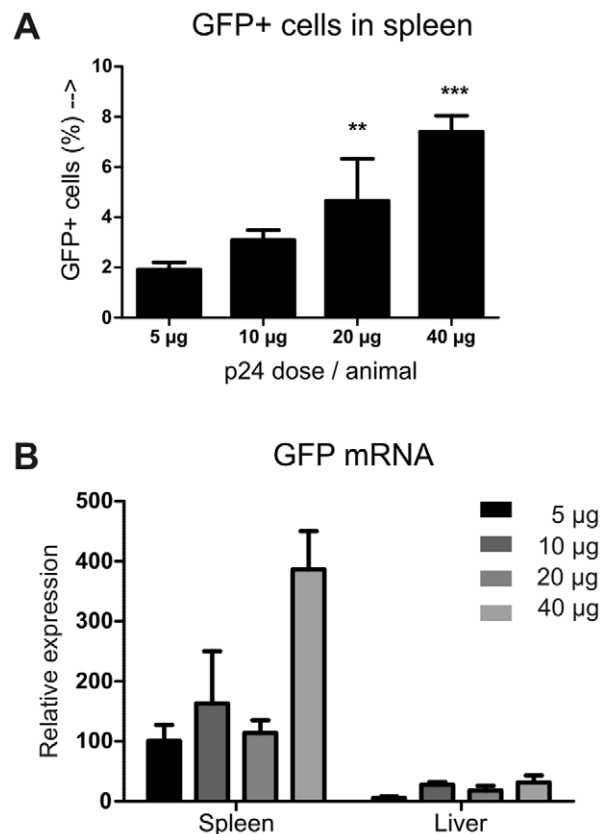 A
GFP+ cells in spleen
GFP+ cells (%) -->
10
8
6
4
2
0
**
***
5 µg
10 µg
20 µg
40 µg
p24 dose / animal
B
GFP mRNA
Relative expression
500
400
300
200
100
0
5 µg
10 µg
20 µg
40 µg
Spleen
Liver